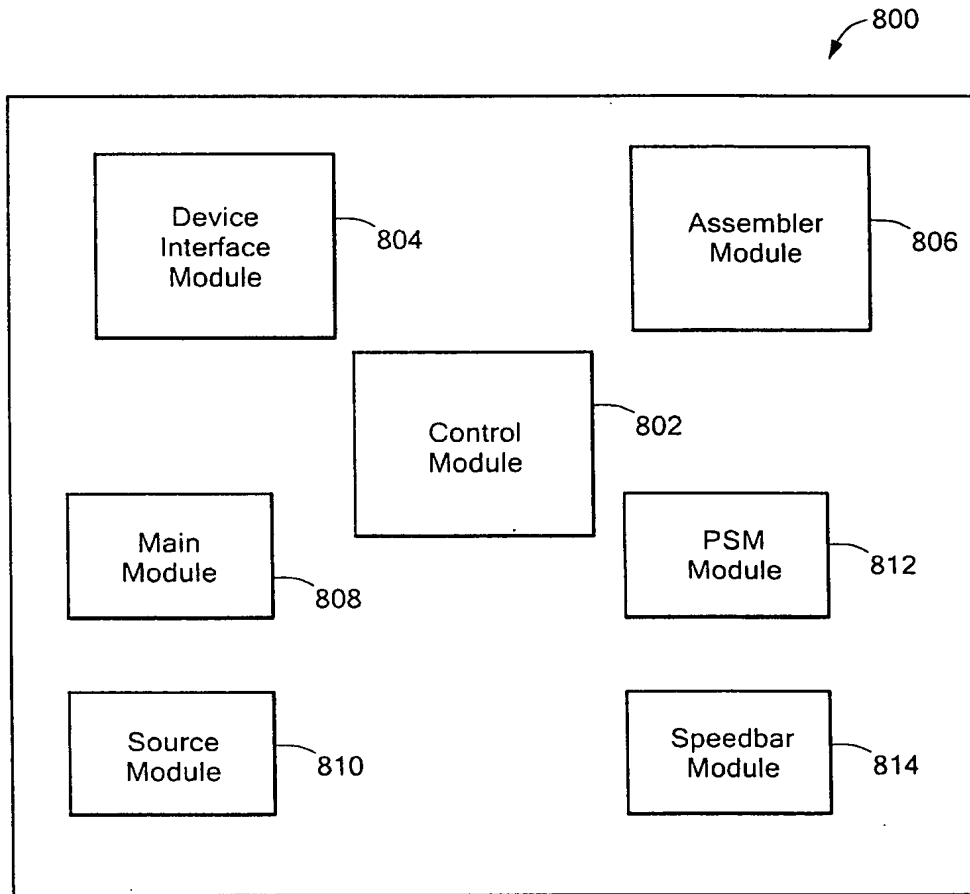 800
Device
Interface
Module
804
Assembler
Module
806
Control
Module
802
Main
Module
808
PSM
Module
812
Source
Module
810
Speedbar
Module
814